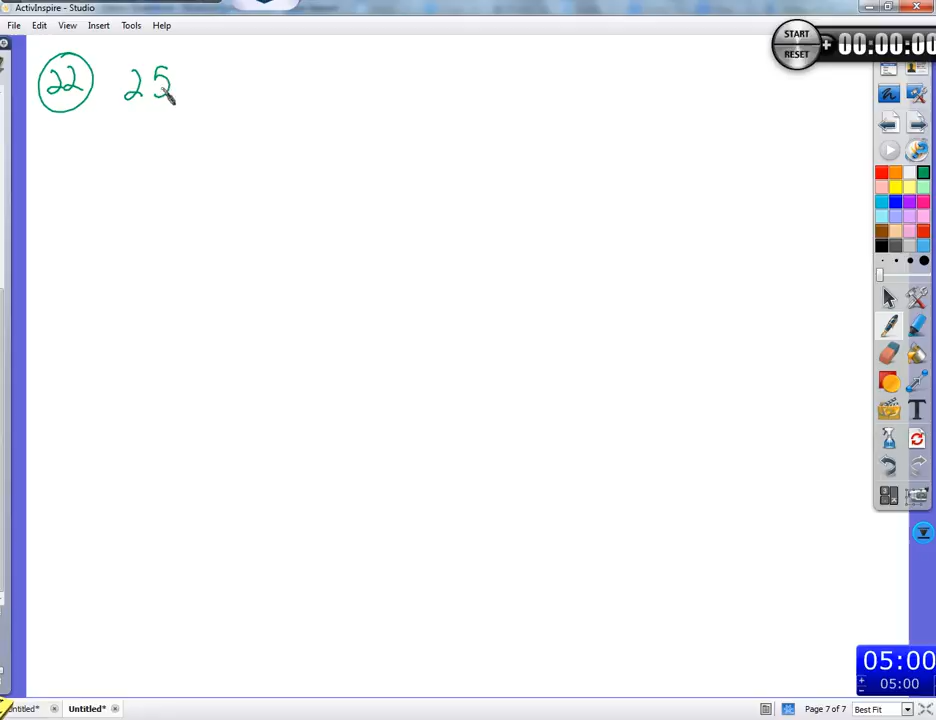 ActivInspire - Studio
File Edit View Insert Tools Help
START
RESET
00:00:00
22 25
T
05:00
05:00
ntitled* Untitled* Page 7 of 7 Best Fit